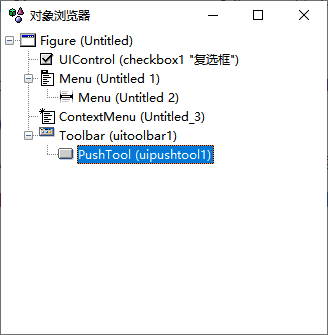 对象浏览器
Figure (Untitled)
UIControl (checkbox1 "复选框")
Menu (Untitled 1)
Menu (Untitled 2)
ContextMenu (Untitled_3)
Toolbar (uitoolbar1)
PushTool (uipushtool1)